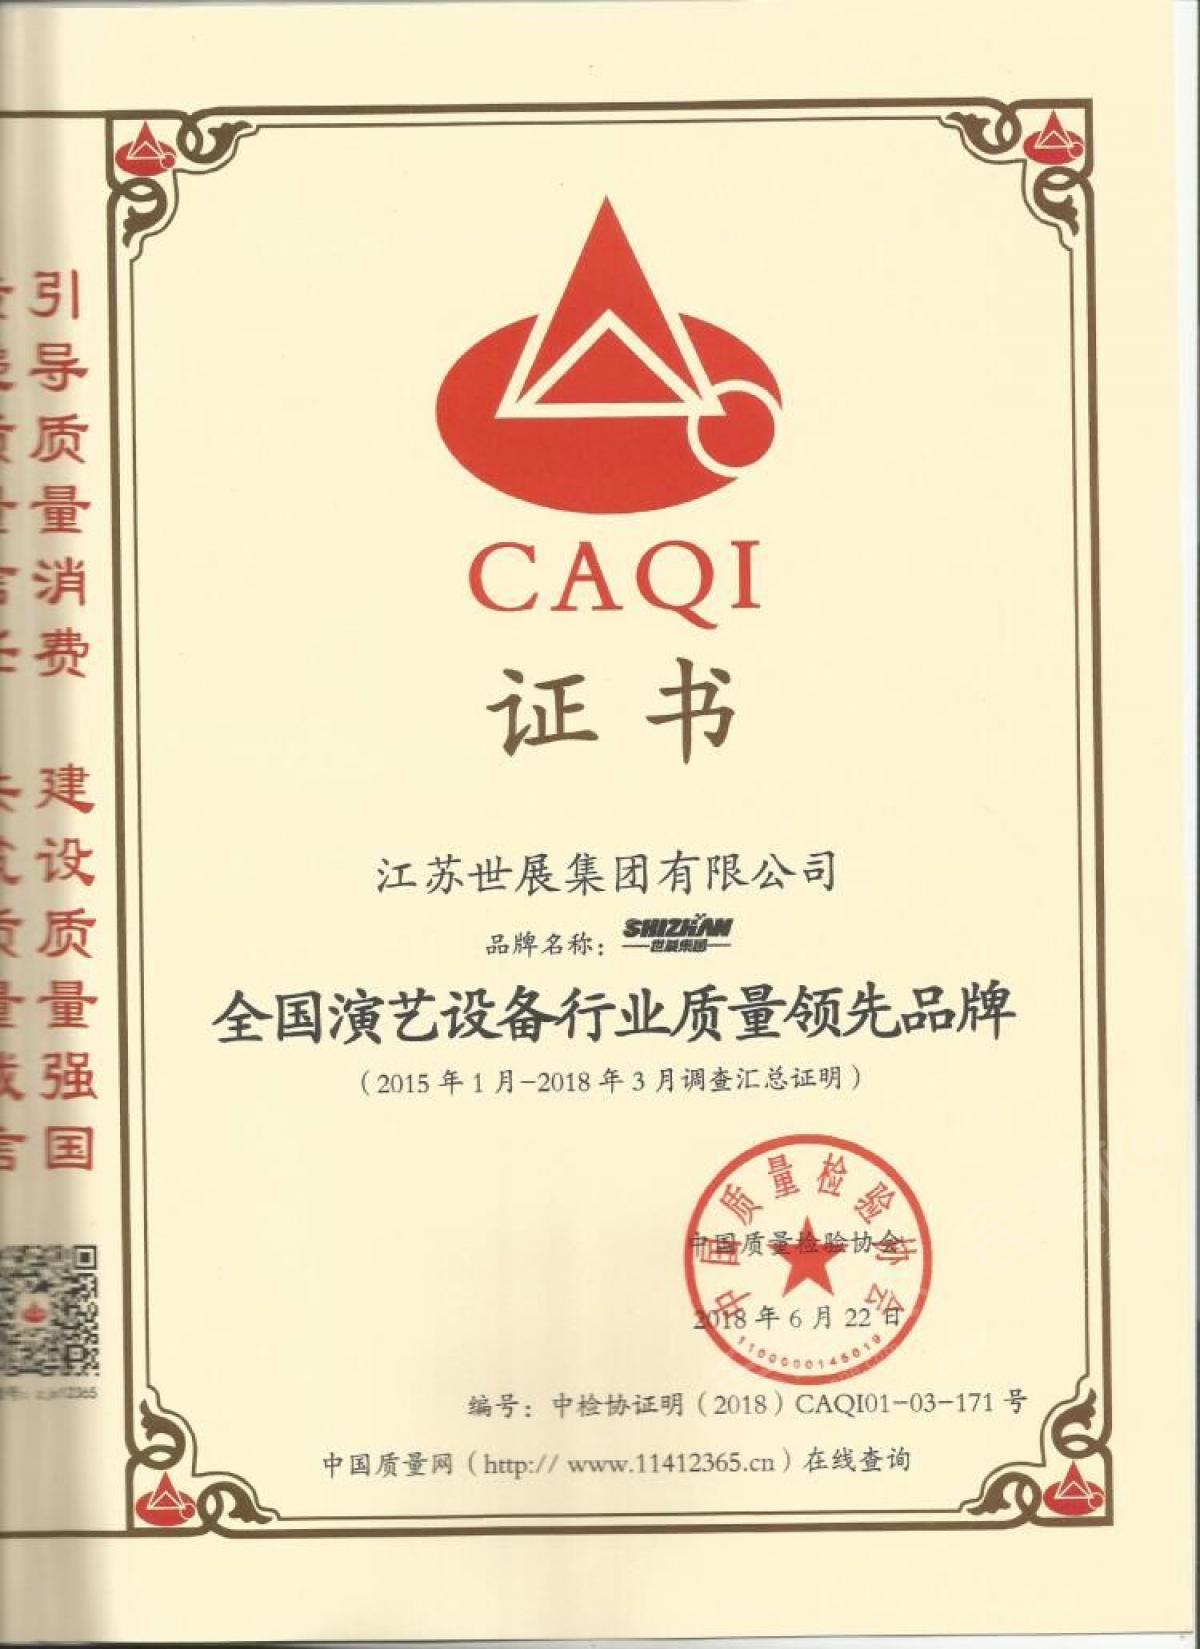 CAQI
证书
江苏世展集团有限公司
品牌名称：SHIZHAN
世展集团
全国演艺设备行业质量领先品牌
（2015年1月-2018年3月调查汇总证明）
中国质量检验协会
中国质量检验协会
2018年6月22日
1100000145019
编号：中检协证明（2018）CAQI01-03-171号
中国质量网（http:// www.11412365.cn）在线查询
引导质量消费 建设质量强国